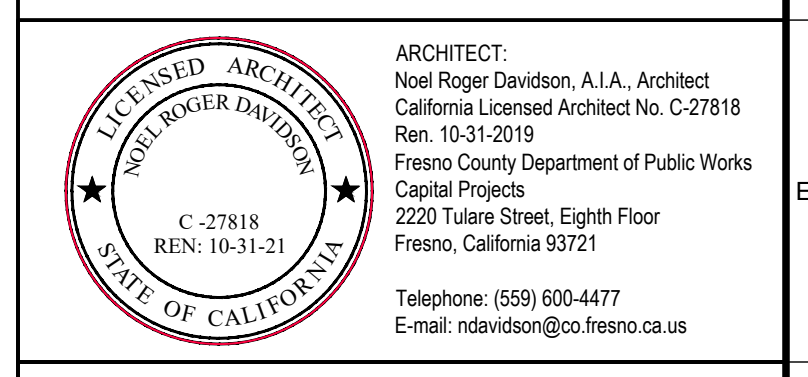 LICENSED ARCHITECT
NOEL ROGER DAVIDSON
C -27818
REN: 10-31-21
STATE OF CALIFORNIA
ARCHITECT:
Noel Roger Davidson, A.I.A., Architect
California Licensed Architect No. C-27818
Ren. 10-31-2019
Fresno County Department of Public Works
Capital Projects
2220 Tulare Street, Eighth Floor
Fresno, California 93721
Telephone: (559) 600-4477
E-mail: ndavidson@co.fresno.ca.us
E